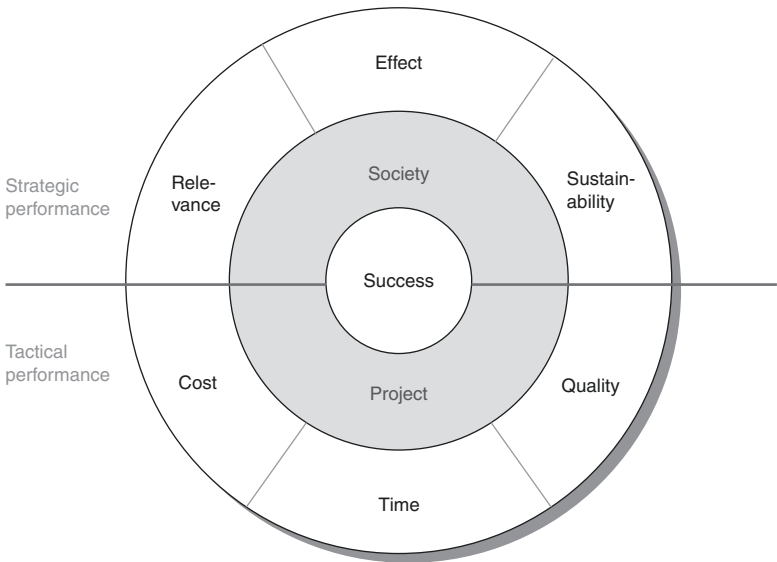 Effect
Society
Strategic
performance
Rele-
vance
Sustain-
ability
Success
Tactical
performance
Cost
Project
Quality
Time